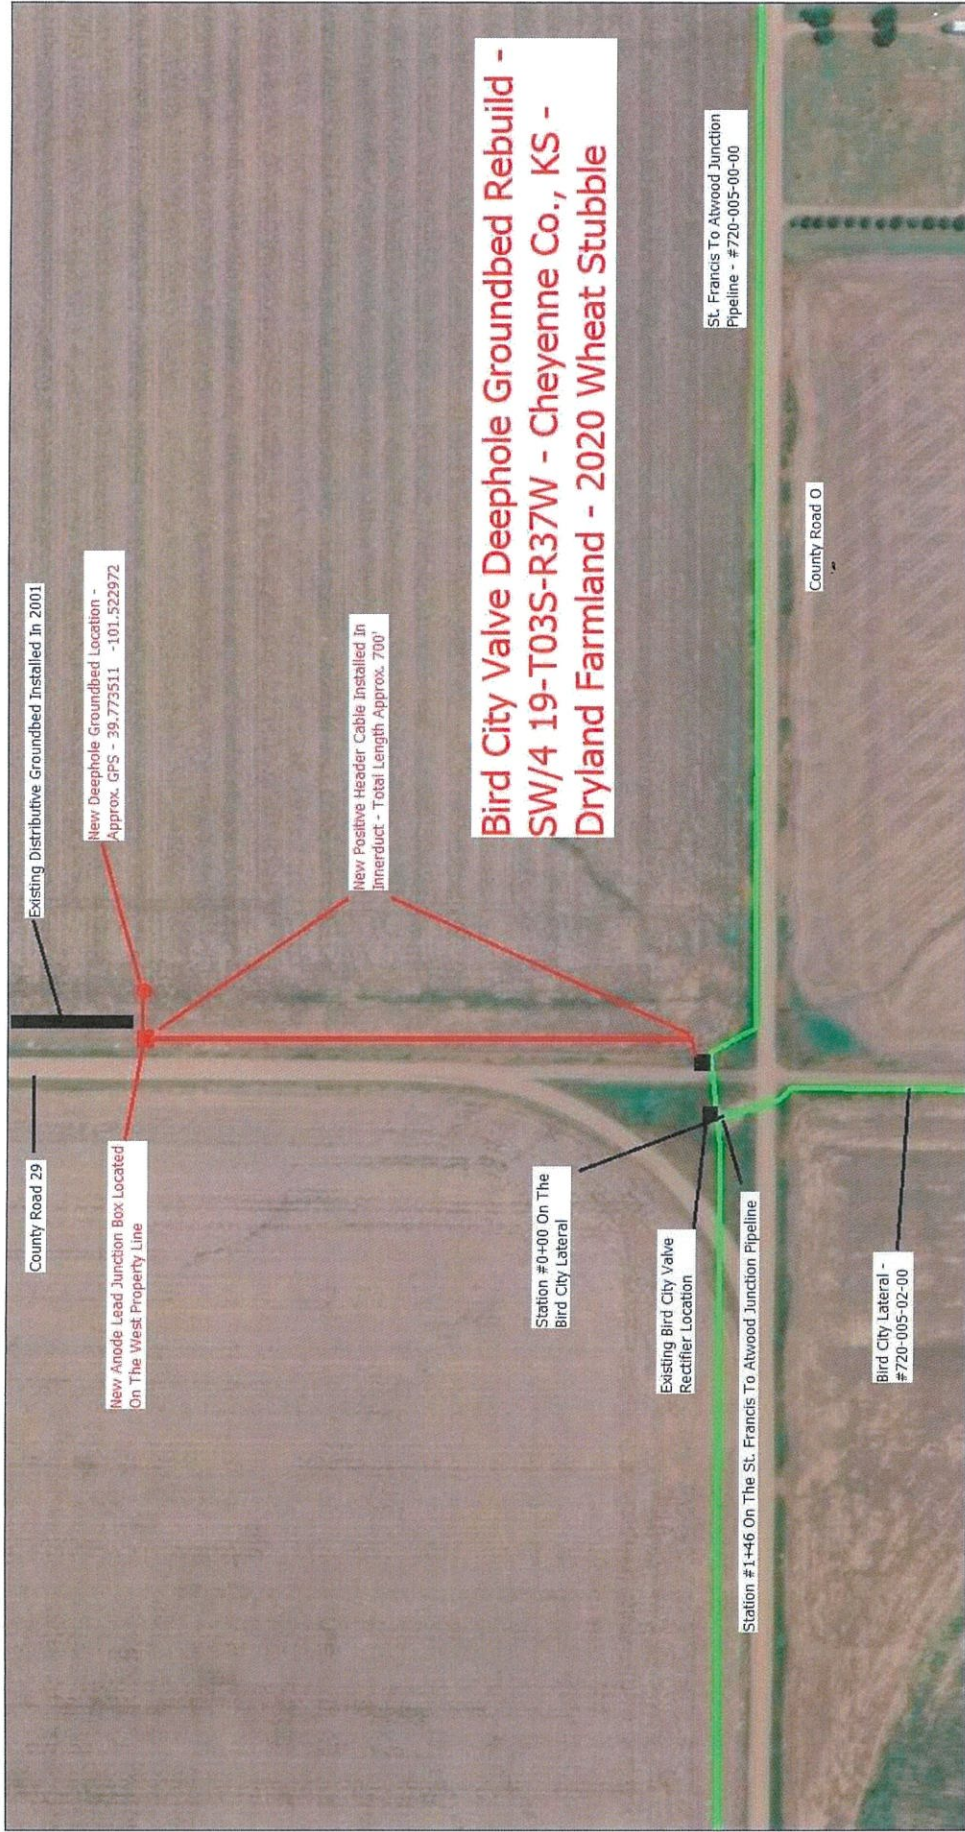 County Road 29
Existing Distributive Groundbed Installed In 2001
New Deephole Groundbed Location -
Approx. GPS - 39.773511 -101.522972
New Anode Lead Junction Box Located
On The West Property Line
New Positive Header Cable Installed In
Innerduct - Total Length Approx. 700'
Bird City Valve Deephole Groundbed Rebuild -
SW/4 19-T03S-R37W - Cheyenne Co., KS -
Dryland Farmland - 2020 Wheat Stubble
Station #0+00 On The
Bird City Lateral
Existing Bird City Valve
Rectifier Location
Station #1+46 On The St. Francis To Atwood Junction Pipeline
St. Francis To Atwood Junction
Pipeline - #720-005-00-00
County Road O
Bird City Lateral -
#720-005-02-00